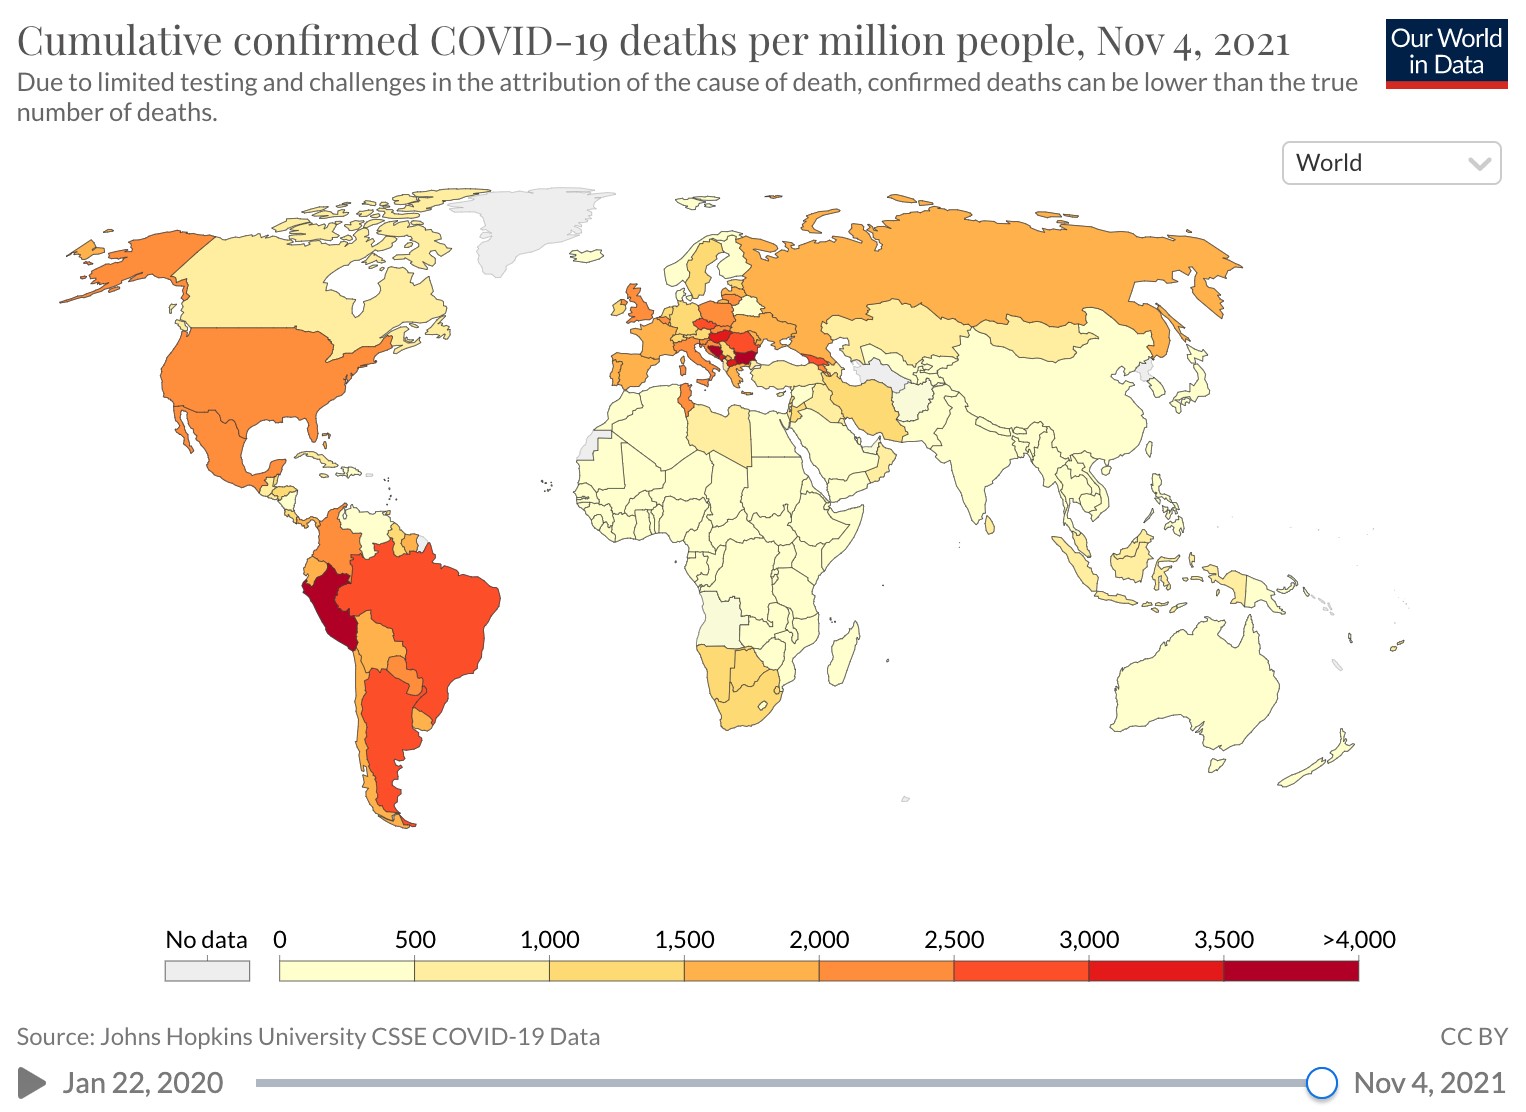 Cumulative confirmed COVID-19 deaths per million people, Nov 4, 2021
Our World
in Data
Due to limited testing and challenges in the attribution of the cause of death, confirmed deaths can be lower than the true
number of deaths.
World
No data 0 500 1,000 1,500 2,000 2,500 3,000 3,500 >4,000
Source: Johns Hopkins University CSSE COVID-19 Data
CC BY
Jan 22, 2020
Nov 4, 2021